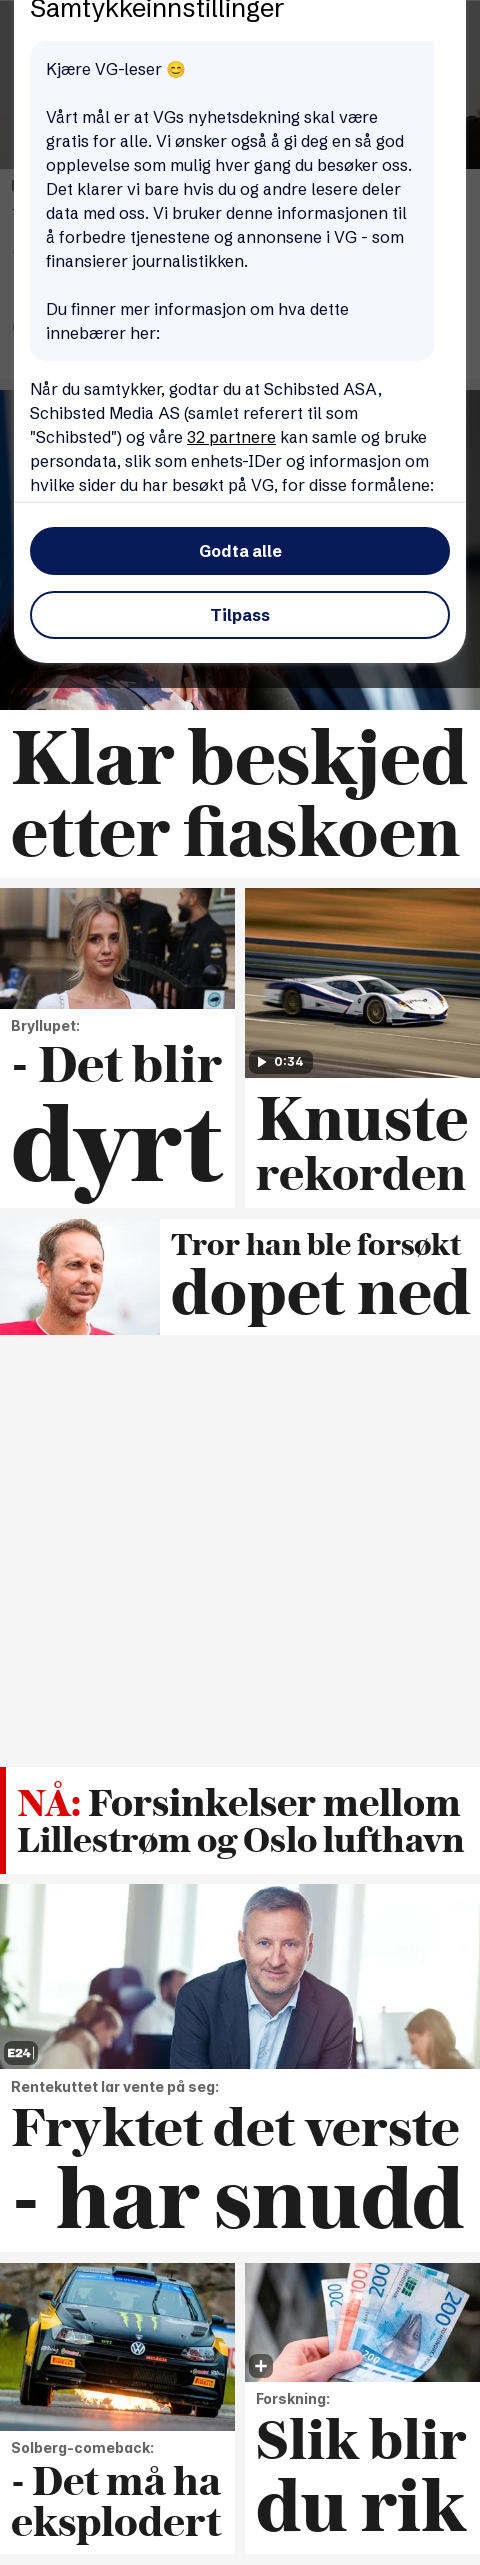 Samtykkeinnstillinger
Kjære VG-leser 😊
Vårt mål er at VGs nyhetsdekning skal være
gratis for alle. Vi ønsker også å gi deg en så god
opplevelse som mulig hver gang du besøker oss.
Det klarer vi bare hvis du og andre lesere deler
data med oss. Vi bruker denne informasjonen til
å forbedre tjenestene og annonsene i VG - som
finansierer journalistikken.
Du finner mer informasjon om hva dette
innebærer her:
Når du samtykker, godtar du at Schibsted ASA,
Schibsted Media AS (samlet referert til som
"Schibsted") og våre 32 partnere kan samle og bruke
persondata, slik som enhets-IDer og informasjon om
hvilke sider du har besøkt på VG, for disse formålene:
Godta alle
Tilpass
Klar beskjed
etter fiaskoen
Bryllupet:
- Det blir
dyrt
0:34
Knuste
rekorden
Tror han ble forsøkt
dopet ned
NÅ: Forsinkelser mellom
Lillestrøm og Oslo lufthavn
E24
Rentekuttet lar vente på seg:
Fryktet det verste
- har snudd
Solberg-comeback:
- Det må ha
eksplodert
Forskning:
Slik blir
du rik